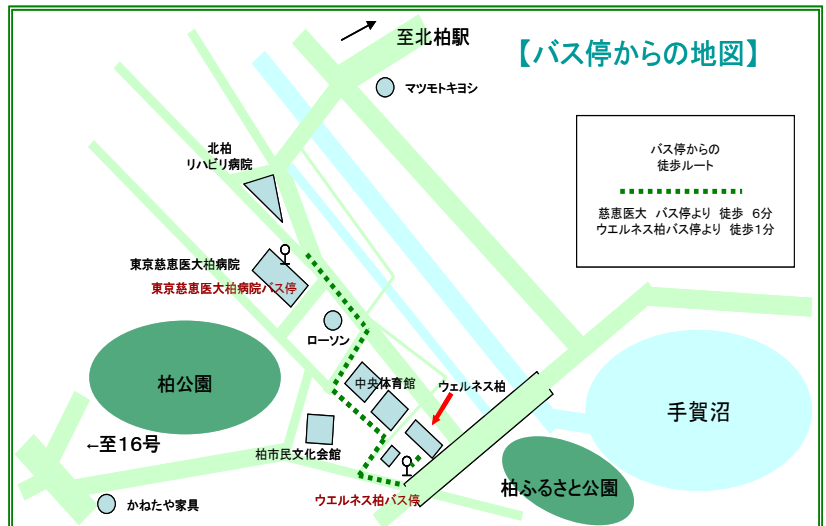 至北柏駅
【バス停からの地図】
マツモトキヨシ
北柏
リハビリ病院
バス停からの
徒歩ルート
慈恵医大 バス停より 徒歩 6分
ウエルネス柏バス停より 徒歩1分
東京慈恵医大柏病院
東京慈恵医大柏病院バス停
ローソン
柏公園
中央体育館
ウェルネス柏
手賀沼
←至16号
柏市民文化会館
柏ふるさと公園
ウエルネス柏バス停
かねたや家具